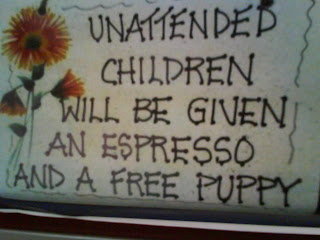 UNATTENDED
CHILDREN
WILL BE GIVEN
AN ESPRESSO
AND A FREE PUPPY